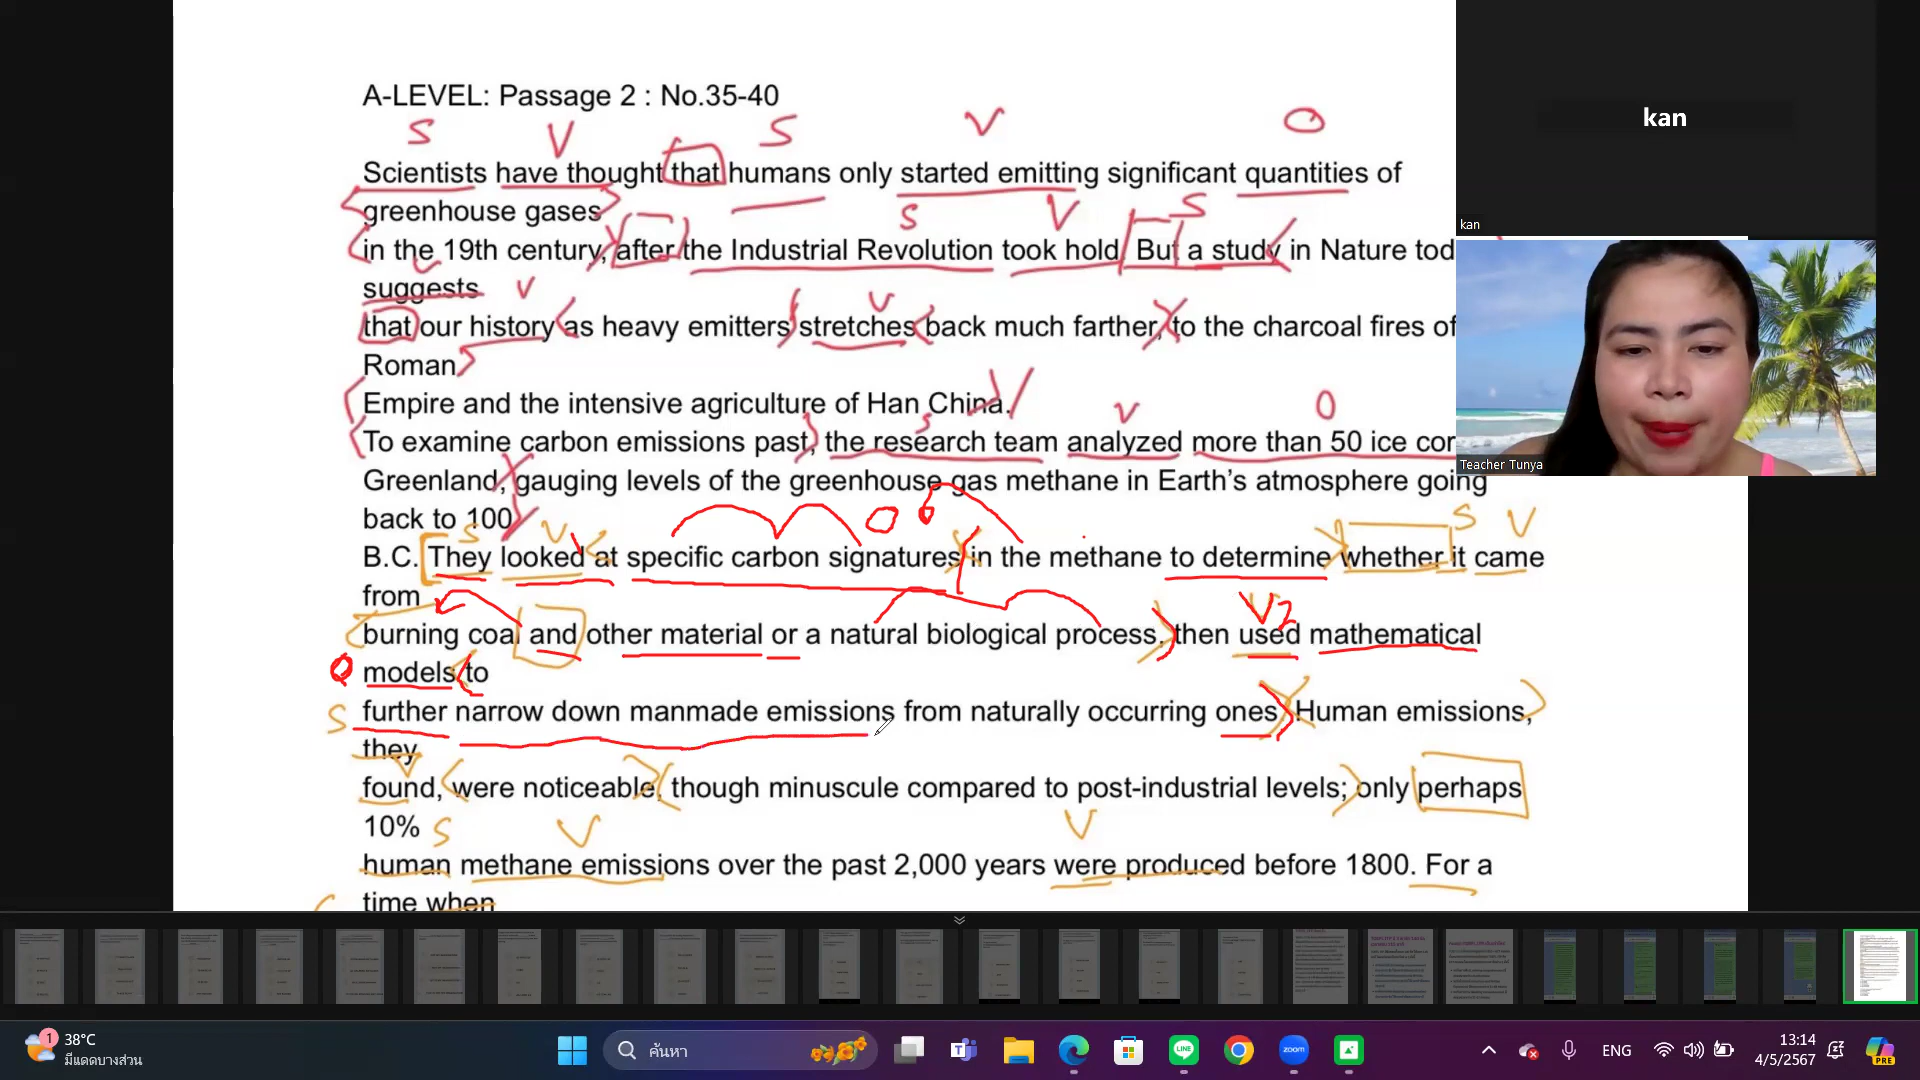 A-LEVEL: Passage 2 : No.35-40
S V S V O
Scientists have thought that humans only started emitting significant quantities of
greenhouse gases
S V S
in the 19th century, after the Industrial Revolution took hold. But a study in Nature tod
V
suggests
V V
that our history as heavy emitters stretches back much farther, to the charcoal fires of
Roman
Empire and the intensive agriculture of Han China.
S V O
To examine carbon emissions past, the research team analyzed more than 50 ice cor
Greenland, gauging levels of the greenhouse gas methane in Earth's atmosphere going
back to 100
S V O S V
B.C. They looked at specific carbon signatures in the methane to determine whether it came
from
V2
burning coal and other material or a natural biological process, then used mathematical
O models to
S further narrow down manmade emissions from naturally occurring ones. Human emissions,
they
V
found, were noticeable, though minuscule compared to post-industrial levels; only perhaps
10%
S V V
human methane emissions over the past 2,000 years were produced before 1800. For a
time when
kan
kan
Teacher Tunya
1
38°C
มีแดดบางส่วน
ค้นหา
LINE
zoom
ENG
13:14
4/5/2567
PRE